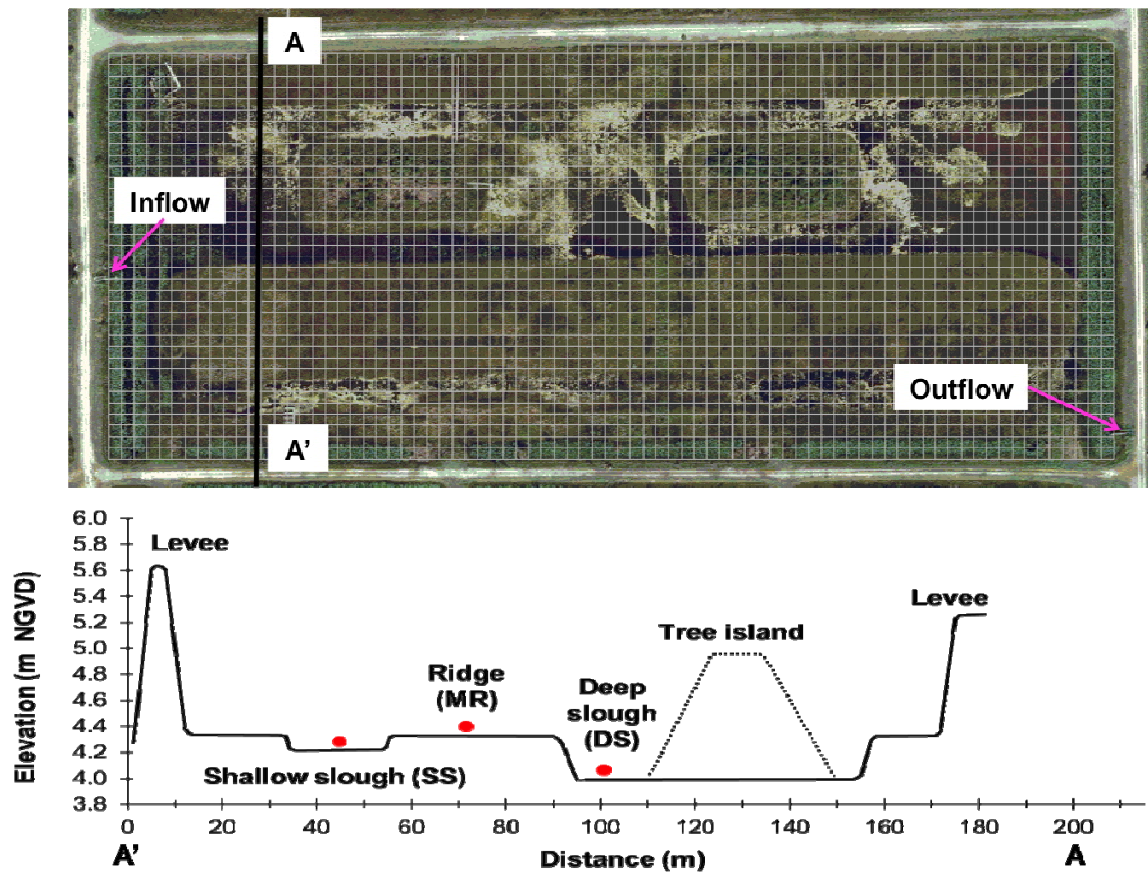 A
Inflow
Outflow
A'
6.0
5.8
5.6
5.4
5.2
5.0
4.8
4.6
4.4
4.2
4.0
3.8
Elevation (m NGVD)
Levee
Levee
Tree island
Ridge
(MR)
Deep
slough
(DS)
Shallow slough (SS)
0 20 40 60 80 100 120 140 160 180 200
A' Distance (m) A